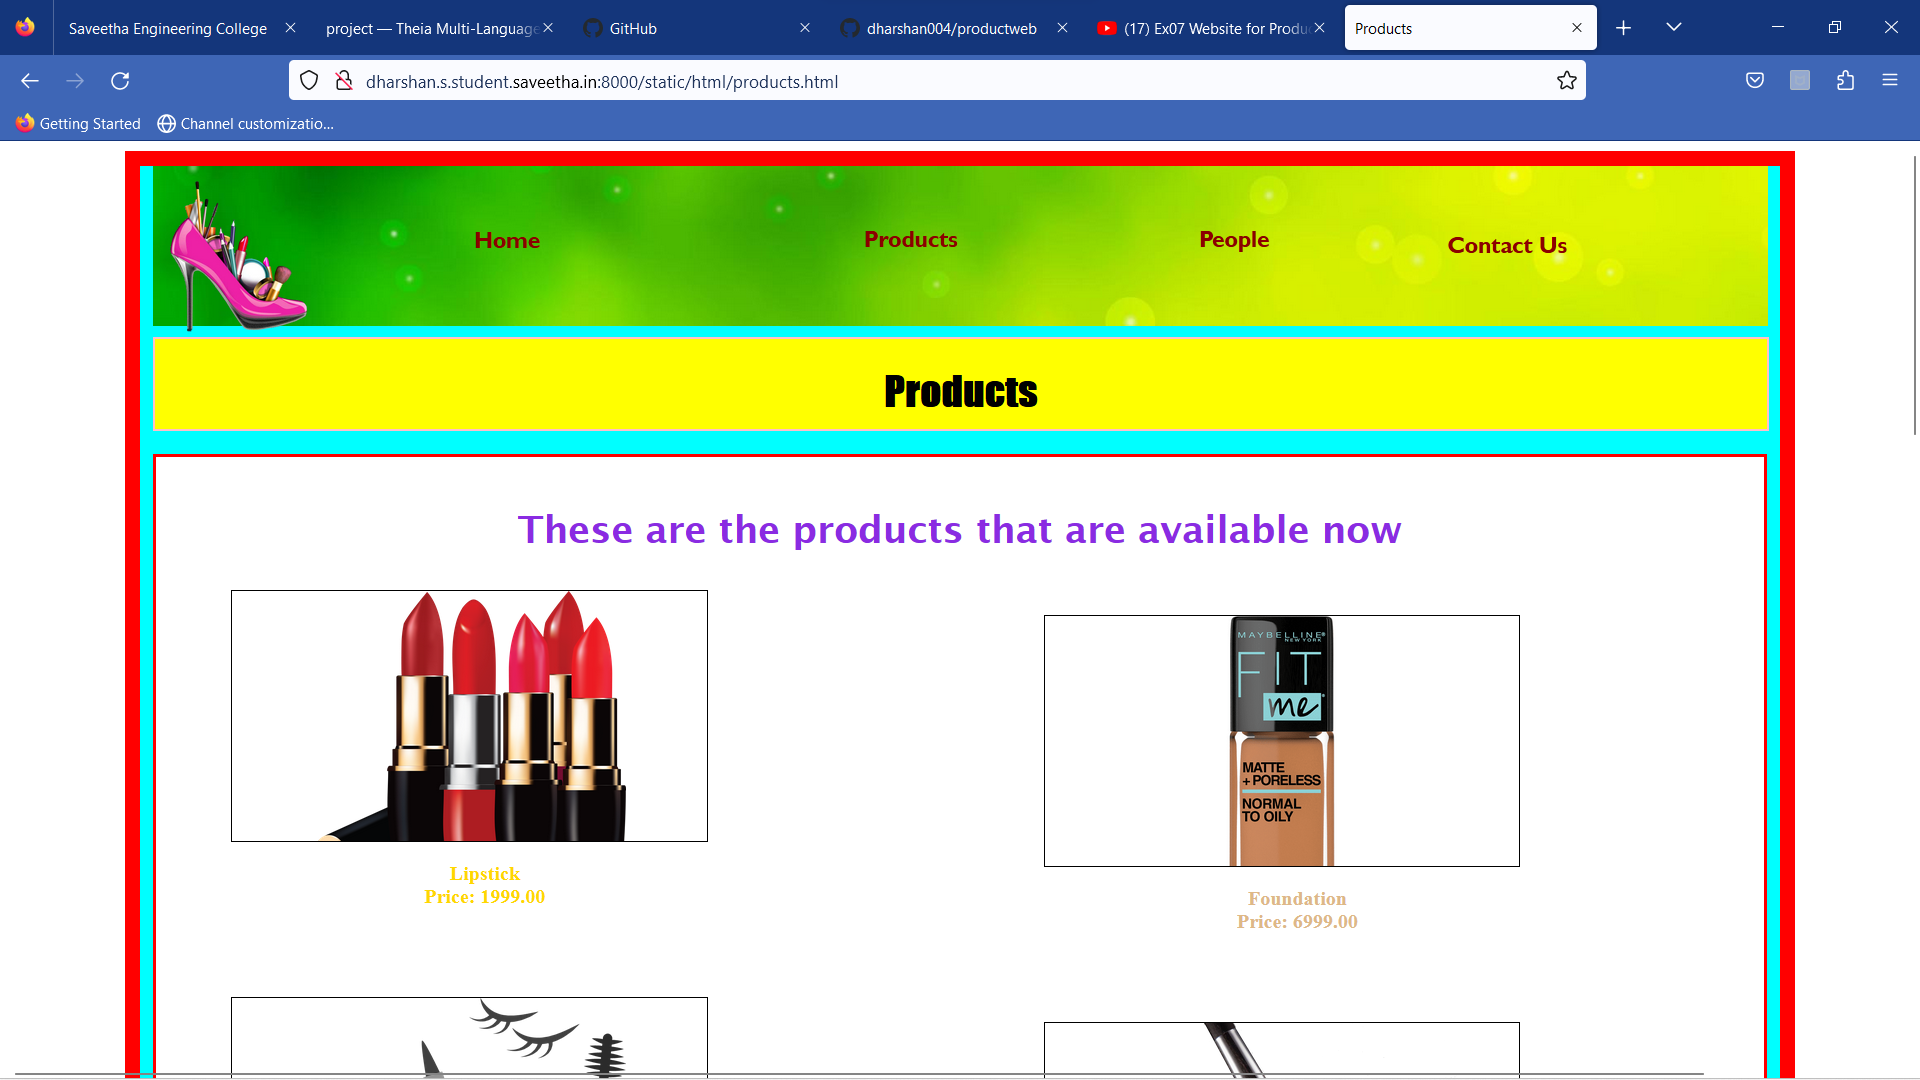 Saveetha Engineering College
project — Theia Multi-Language
GitHub
dharshan004/productweb
(17) Ex07 Website for Produc
Products
dharshan.s.student.saveetha.in:8000/static/html/products.html
Getting Started
Channel customizatio...
Home
Products
People
Contact Us
Products
These are the products that are available now
MAYBELLINE
NEW YORK
FIT
me
MATTE
+ PORELESS
NORMAL
TO OILY
Lipstick
Price: 1999.00
Foundation
Price: 6999.00